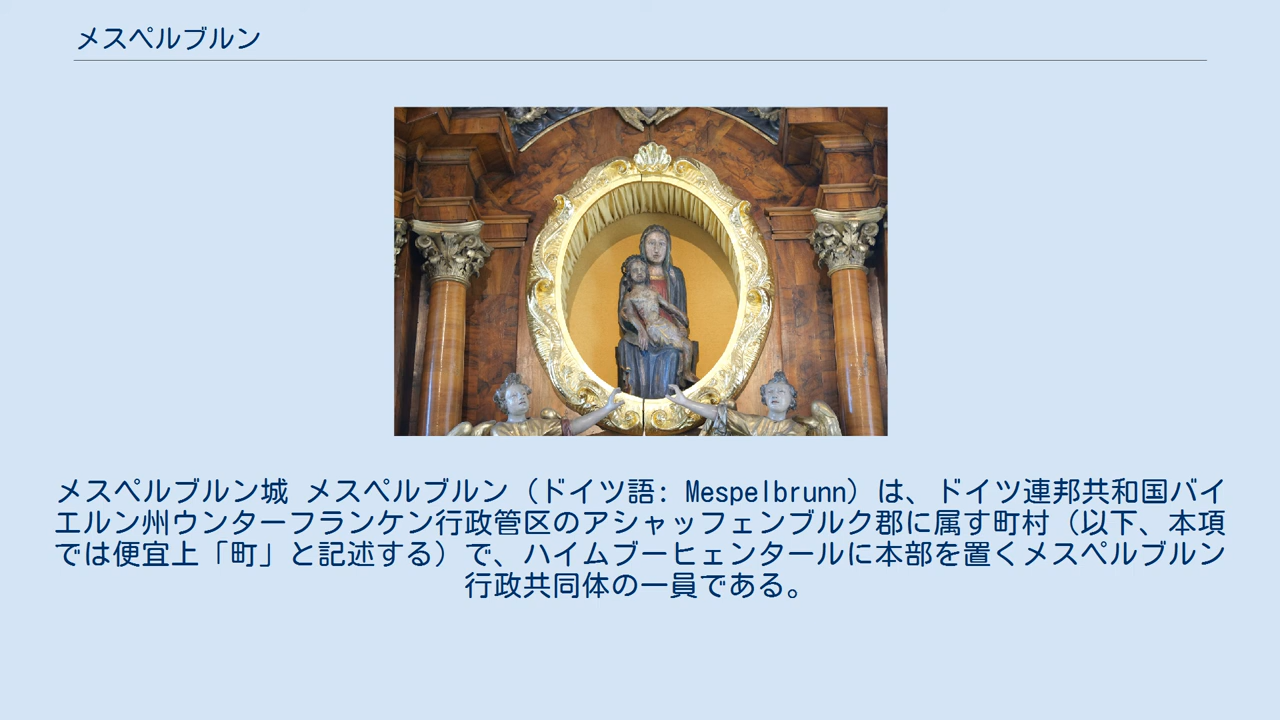 メスペルブルン
メスペルブルン城 メスペルブルン（ドイツ語: Mespelbrunn）は、ドイツ連邦共和国バイ
エルン州ウンターフランケン行政管区のアシャッフェンブルク郡に属す町村（以下、本項
では便宜上「町」と記述する）で、ハイムブーヒェンタールに本部を置くメスペルブルン
行政共同体の一員である。